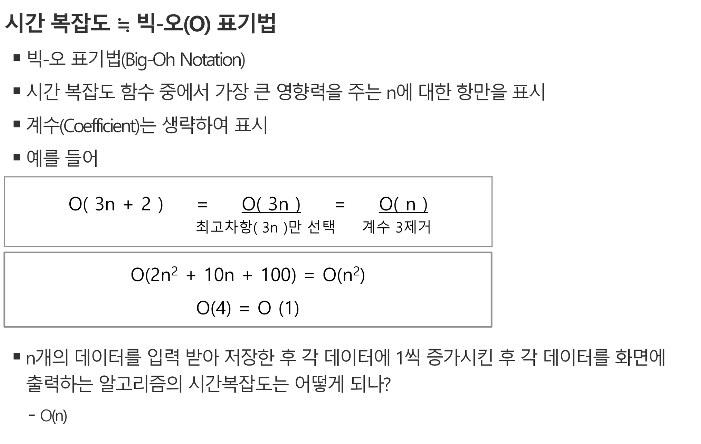 시간 복잡도 ≒ 빅-오(O) 표기법
▪ 빅-오 표기법(Big-Oh Notation)
▪ 시간 복잡도 함수 중에서 가장 큰 영향력을 주는 n에 대한 항만을 표시
▪ 계수(Coefficient)는 생략하여 표시
▪ 예를 들어
O( 3n + 2 ) = O( 3n ) = O( n )
최고차항( 3n )만 선택 계수 3제거
O(2n² + 10n + 100) = O(n²)
O(4) = O (1)
▪ n개의 데이터를 입력 받아 저장한 후 각 데이터에 1씩 증가시킨 후 각 데이터를 화면에
출력하는 알고리즘의 시간복잡도는 어떻게 되나?
- O(n)